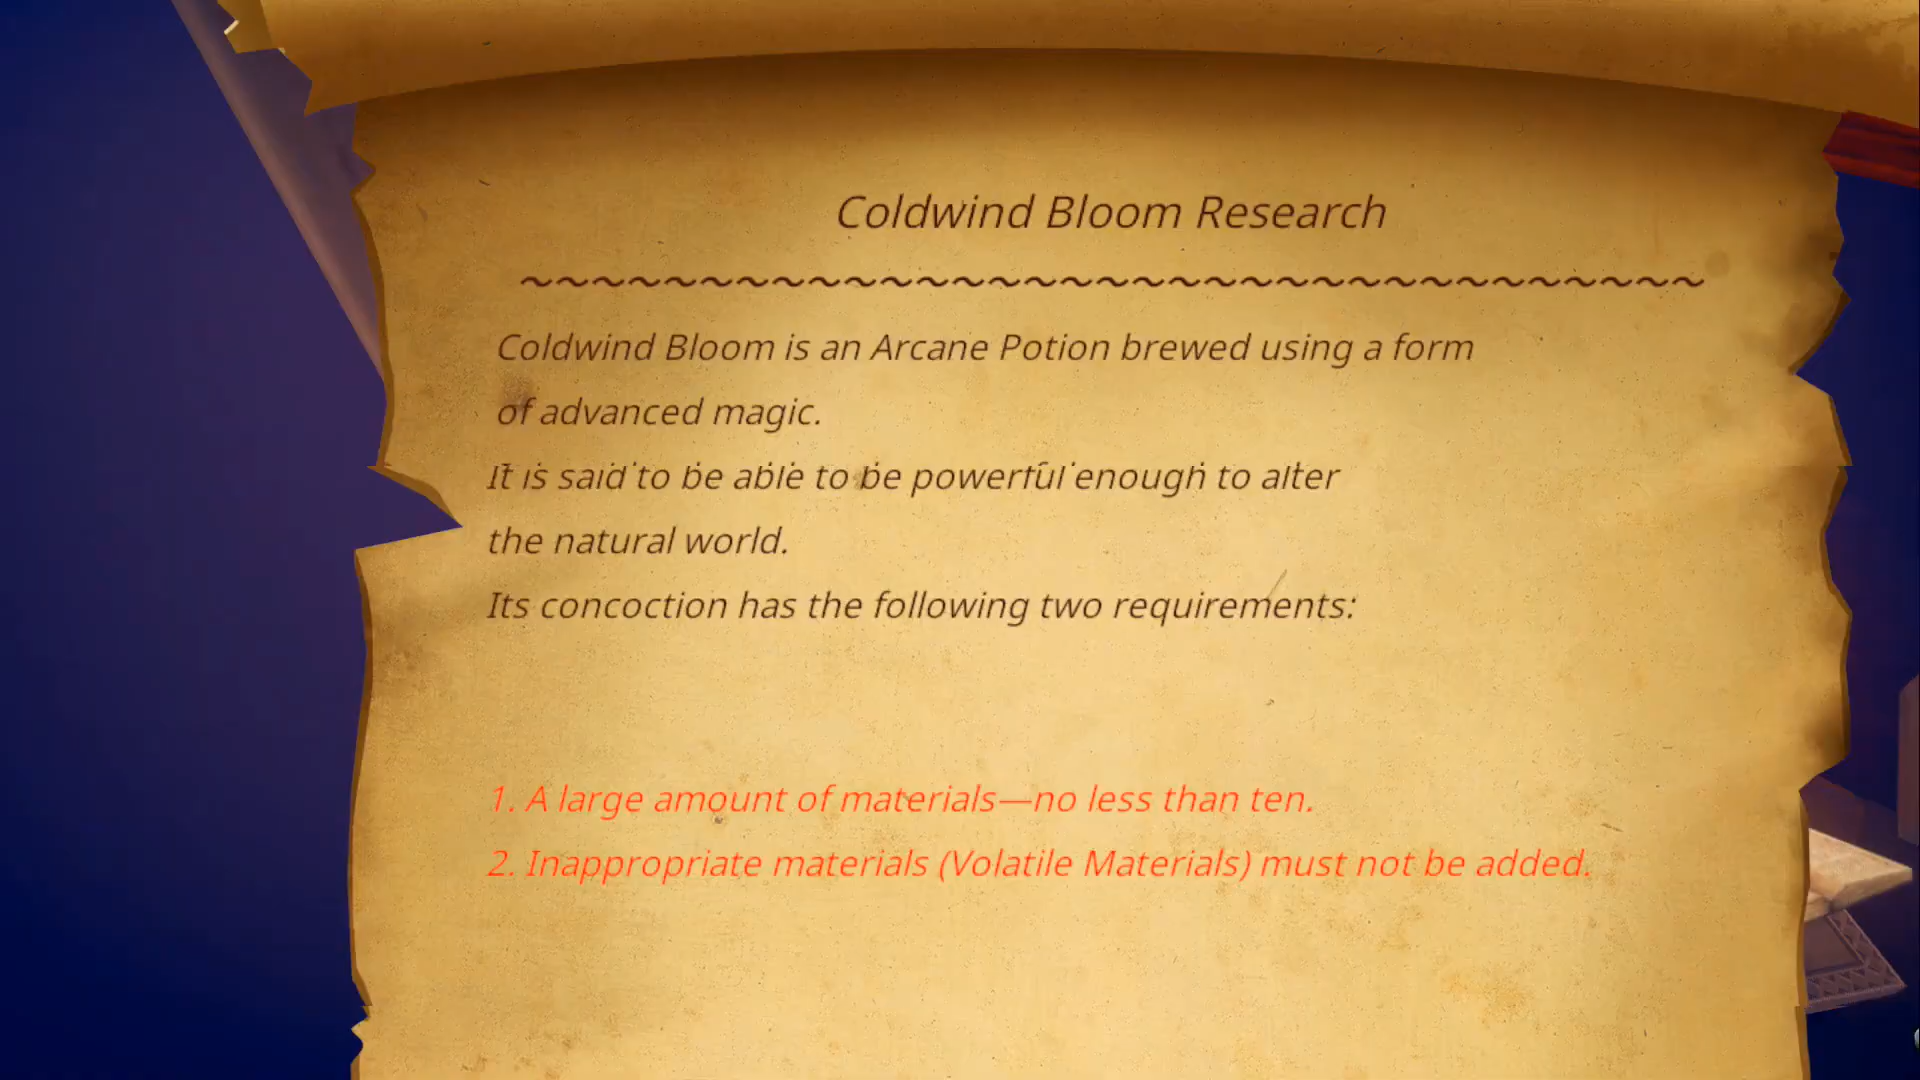 Coldwind Bloom Research
~~~~~~~~~~~~~~~~~~~~~~~~~~~~~~~~~
Coldwind Bloom is an Arcane Potion brewed using a form
of advanced magic.
It is said to be able to be powerful enough to alter
the natural world.
Its concoction has the following two requirements:
1. A large amount of materials—no less than ten.
2. Inappropriate materials (Volatile Materials) must not be added.